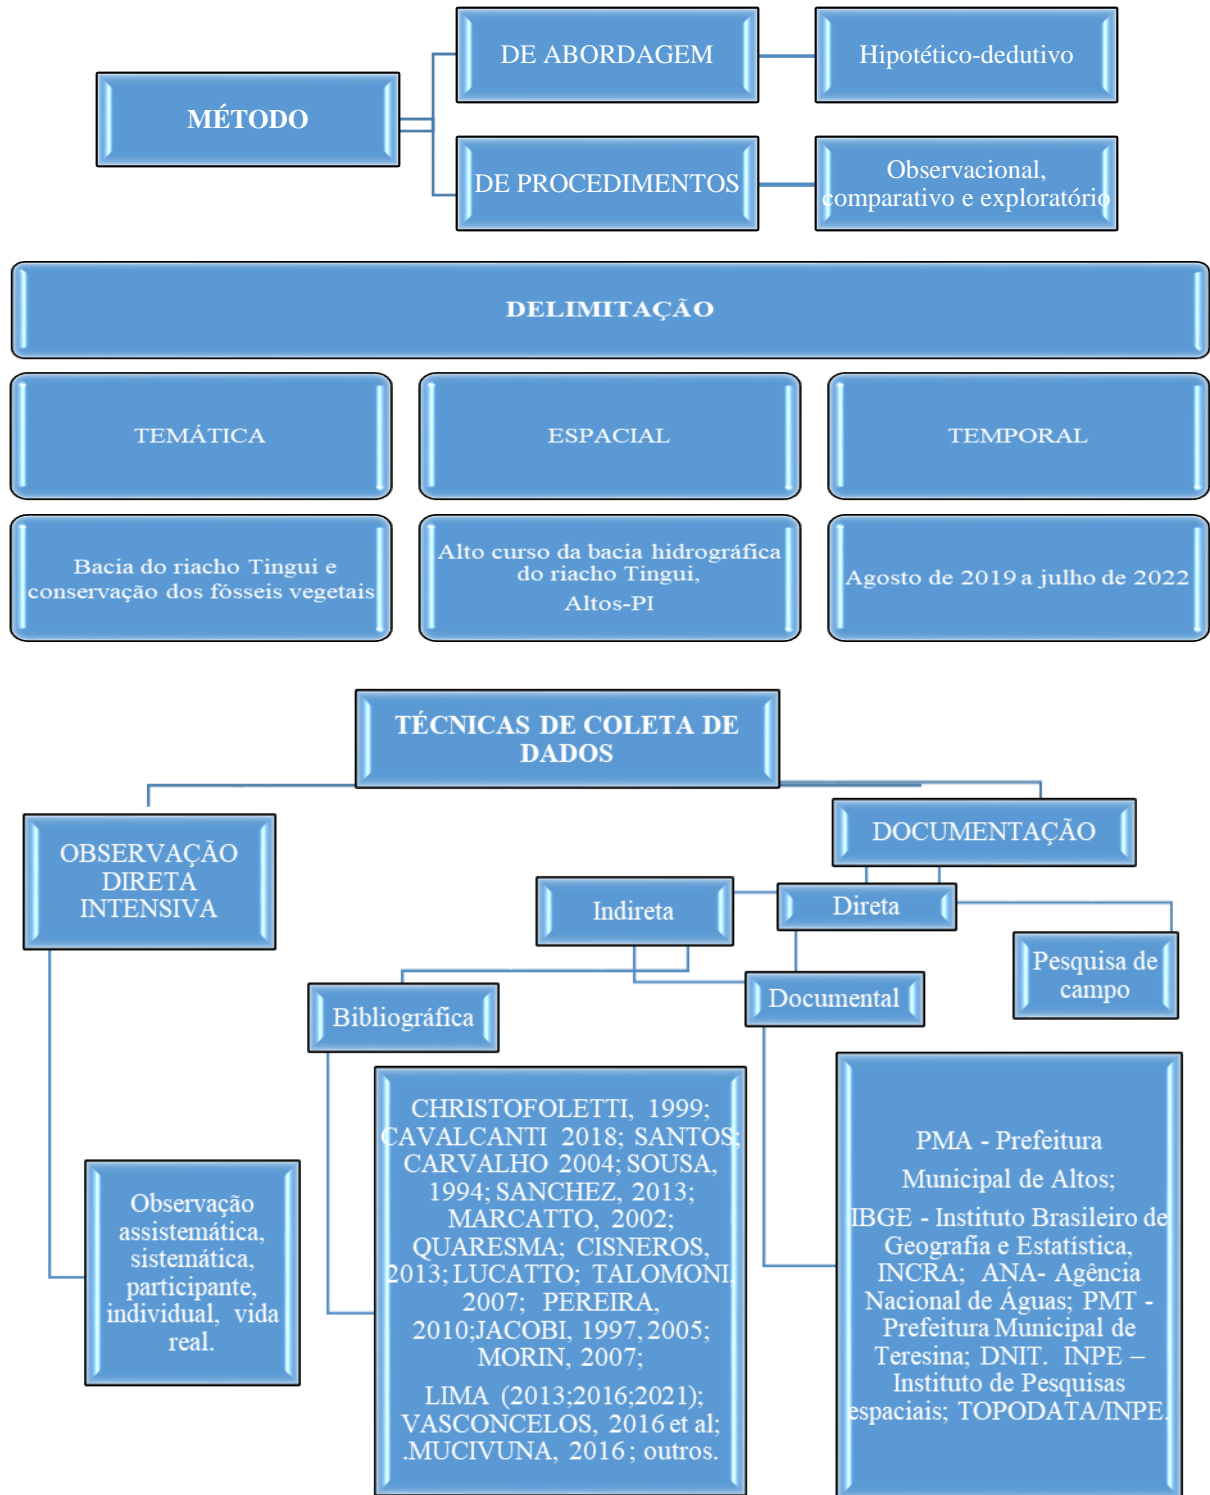 MÉTODO
DE ABORDAGEM
Hipotético-dedutivo
DE PROCEDIMENTOS
Observacional,
comparativo e exploratório
DELIMITAÇÃO
TEMÁTICA
ESPACIAL
TEMPORAL
Bacia do riacho Tingui e
conservação dos fósseis vegetais
Alto curso da bacia hidrográfica
do riacho Tingui,
Altos-PI
Agosto de 2019 a julho de 2022
TÉCNICAS DE COLETA DE
DADOS
OBSERVAÇÃO
DIRETA
INTENSIVA
DOCUMENTAÇÃO
Indireta
Direta
Pesquisa de
campo
Bibliográfica
Documental
Observação
assistemática,
sistemática,
participante,
individual, vida
real.
CHRISTOFOLETTI, 1999;
CAVALCANTI 2018; SANTOS;
CARVALHO 2004; SOUSA,
1994; SANCHEZ, 2013;
MARCATTO, 2002;
QUARESMA; CISNEROS,
2013; LUCATTO; TALOMONI,
2007; PEREIRA,
2010;JACOBI, 1997, 2005;
MORIN, 2007;
LIMA (2013;2016;2021);
VASCONCELOS, 2016 et al;
.MUCIVUNA, 2016 ; outros.
PMA - Prefeitura
Municipal de Altos;
IBGE - Instituto Brasileiro de
Geografia e Estatística,
INCRA; ANA- Agência
Nacional de Águas; PMT -
Prefeitura Municipal de
Teresina; DNIT. INPE –
Instituto de Pesquisas
espaciais; TOPODATA/INPE.